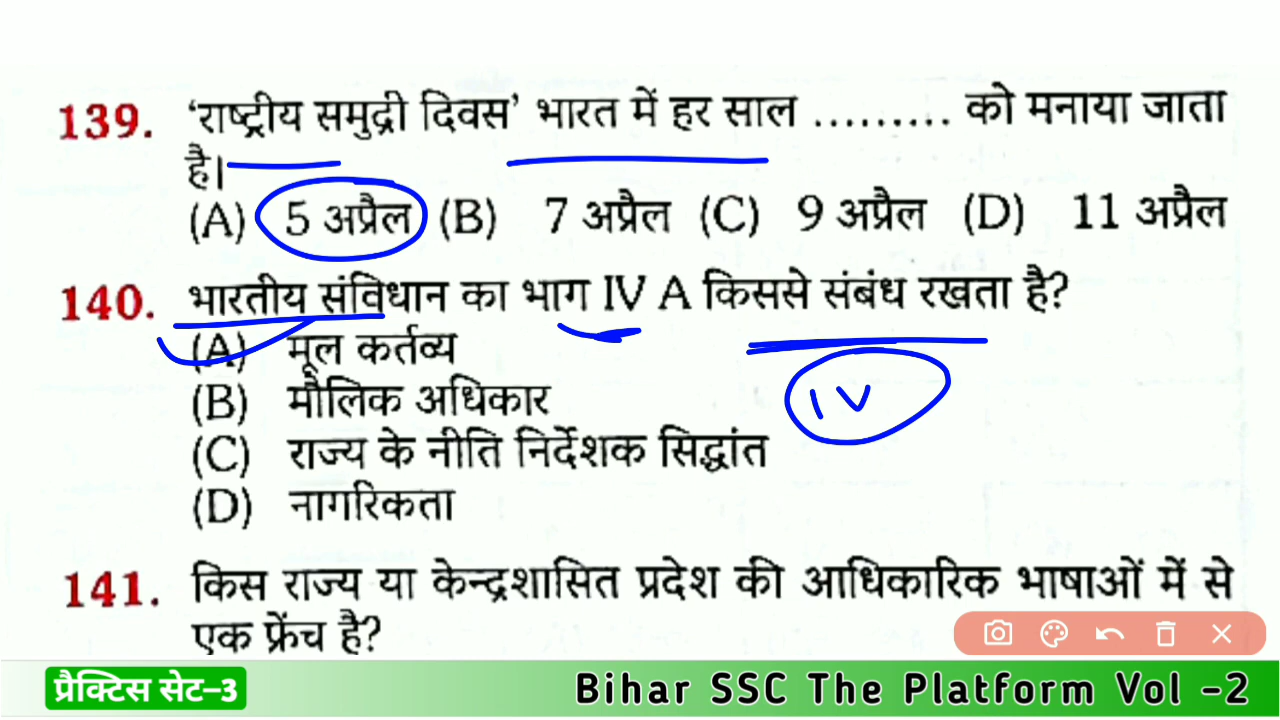 139. ‘राष्ट्रीय समुद्री दिवस’ भारत में हर साल ......... को मनाया जाता
है।
(A) 5 अप्रैल (B) 7 अप्रैल (C) 9 अप्रैल (D) 11 अप्रैल
140. भारतीय संविधान का भाग IV A किससे संबंध रखता है?
(A) मूल कर्तव्य
(B) मौलिक अधिकार
IV
(C) राज्य के नीति निर्देशक सिद्धांत
(D) नागरिकता
141. किस राज्य या केन्द्रशासित प्रदेश की आधिकारिक भाषाओं में से
एक फ्रेंच है?
प्रैक्टिस सेट–3 Bihar SSC The Platform Vol –2